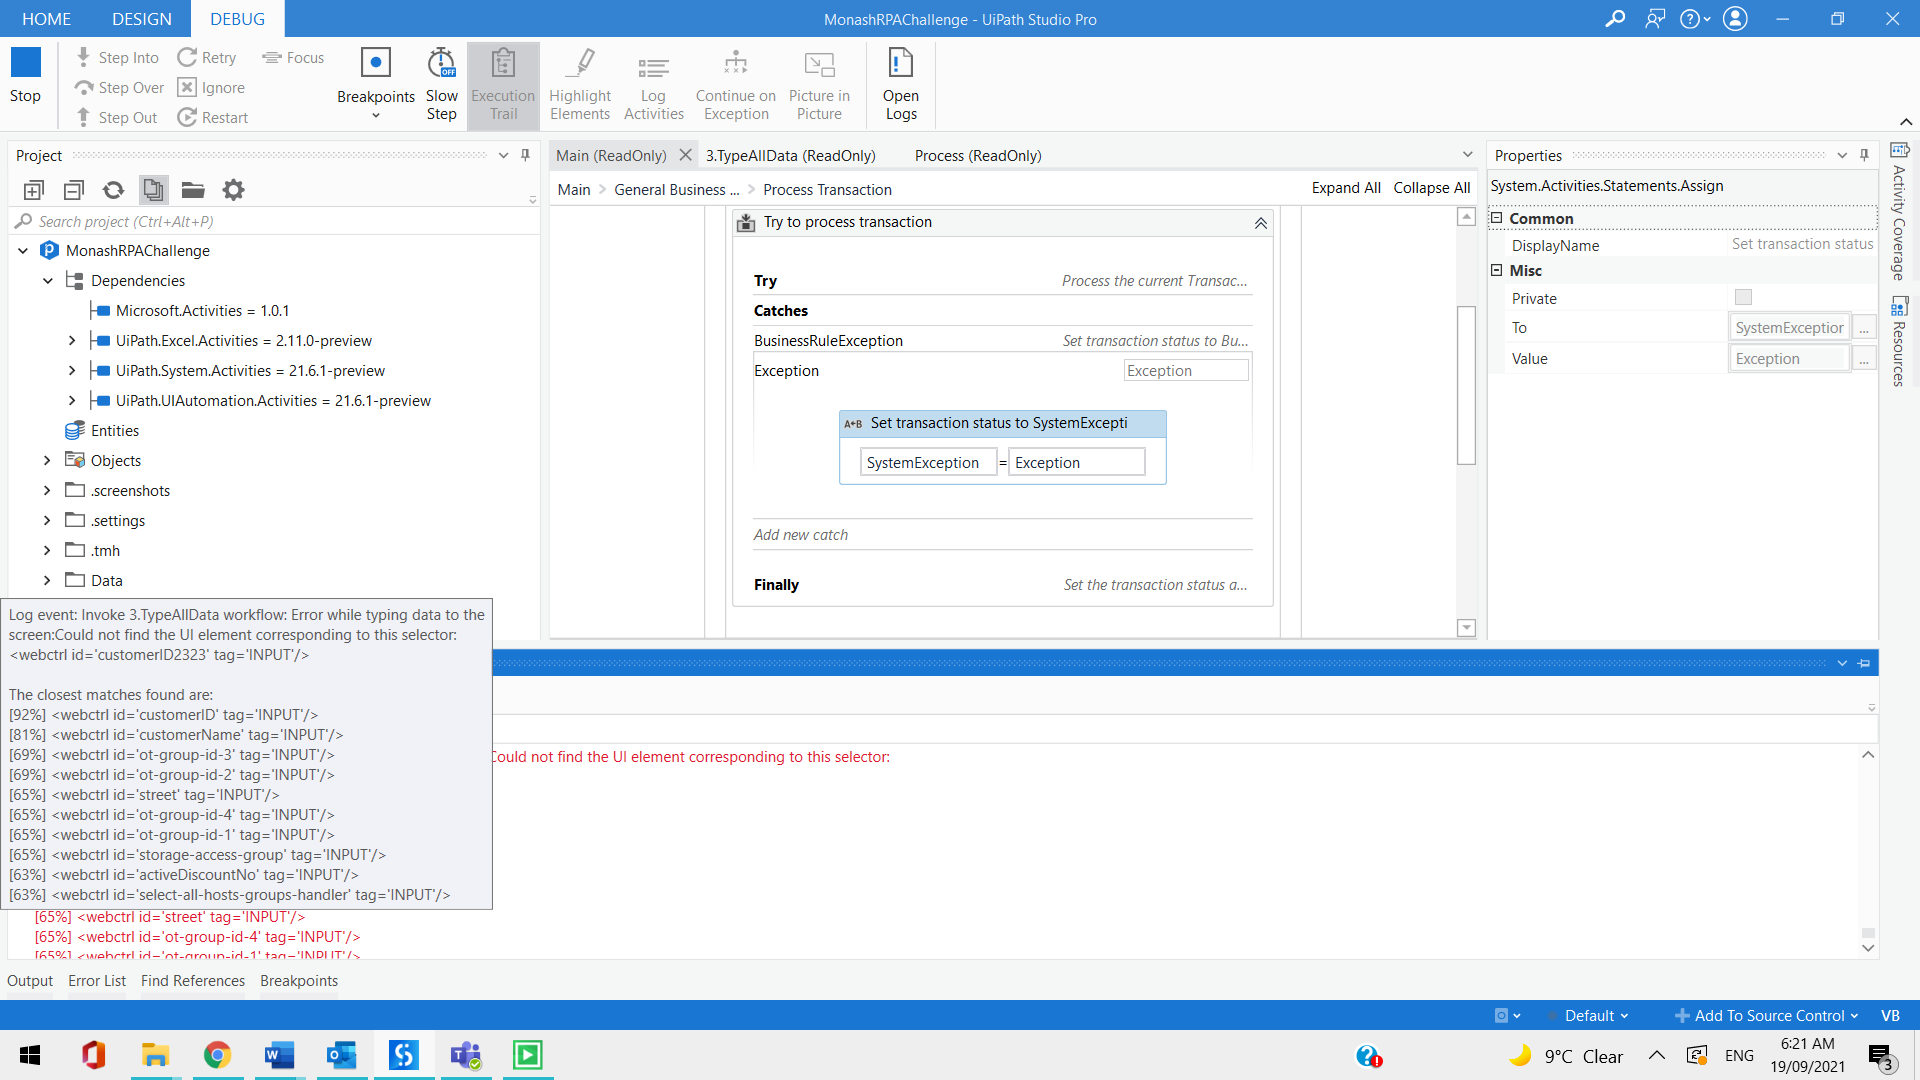 HOME DESIGN DEBUG
MonashRPAChallenge - UiPath Studio Pro
Stop
Step Into
Step Over
Step Out
Retry
Ignore
Restart
Focus
Breakpoints
Slow Step
OFF
Execution Trail
Highlight Elements
Log Activities
Continue on Exception
Picture in Picture
Open Logs
Project
Search project (Ctrl+Alt+P)
MonashRPAChallenge
Dependencies
Microsoft.Activities = 1.0.1
UiPath.Excel.Activities = 2.11.0-preview
UiPath.System.Activities = 21.6.1-preview
UiPath.UIAutomation.Activities = 21.6.1-preview
Entities
Objects
.screenshots
.settings
.tmh
Data
Main (ReadOnly) 3.TypeAllData (ReadOnly) Process (ReadOnly)
Main > General Business ... > Process Transaction
Expand All Collapse All
Try to process transaction
Try Process the current Transac...
Catches
BusinessRuleException Set transaction status to Bu...
Exception Exception
A+B Set transaction status to SystemExcepti
SystemException = Exception
Add new catch
Finally Set the transaction status a...
Properties
System.Activities.Statements.Assign
Common
DisplayName Set transaction status
Misc
Private
To SystemException ...
Value Exception ...
Activity Coverage
Resources
Log event: Invoke 3.TypeAllData workflow: Error while typing data to the
screen:Could not find the UI element corresponding to this selector:
<webctrl id='customerID2323' tag='INPUT'/>
The closest matches found are:
[92%] <webctrl id='customerID' tag='INPUT'/>
[81%] <webctrl id='customerName' tag='INPUT'/>
[69%] <webctrl id='ot-group-id-3' tag='INPUT'/>
[69%] <webctrl id='ot-group-id-2' tag='INPUT'/>
[65%] <webctrl id='street' tag='INPUT'/>
[65%] <webctrl id='ot-group-id-4' tag='INPUT'/>
[65%] <webctrl id='ot-group-id-1' tag='INPUT'/>
[65%] <webctrl id='storage-access-group' tag='INPUT'/>
[63%] <webctrl id='activeDiscountNo' tag='INPUT'/>
[63%] <webctrl id='select-all-hosts-groups-handler' tag='INPUT'/>
Could not find the UI element corresponding to this selector:
[65%] <webctrl id='street' tag='INPUT'/>
[65%] <webctrl id='ot-group-id-4' tag='INPUT'/>
[65%] <webctrl id='ot-group-id-1' tag='INPUT'/>
Output Error List Find References Breakpoints
Default Add To Source Control VB
9°C Clear ENG
6:21 AM
19/09/2021
3